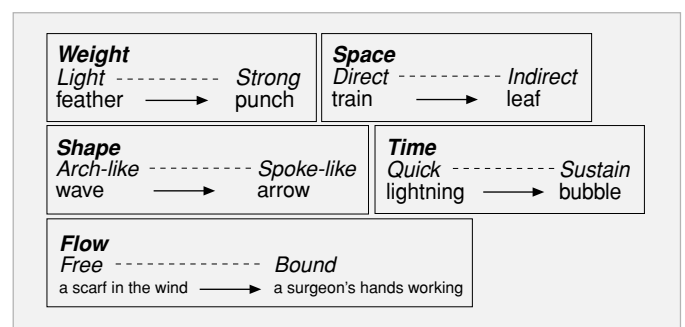 Weight
Light Strong
feather punch
Space
Direct Indirect
train leaf
Shape
Arch-like Spoke-like
wave arrow
Time
Quick Sustain
lightning bubble
Flow
Free Bound
a scarf in the wind a surgeon's hands working